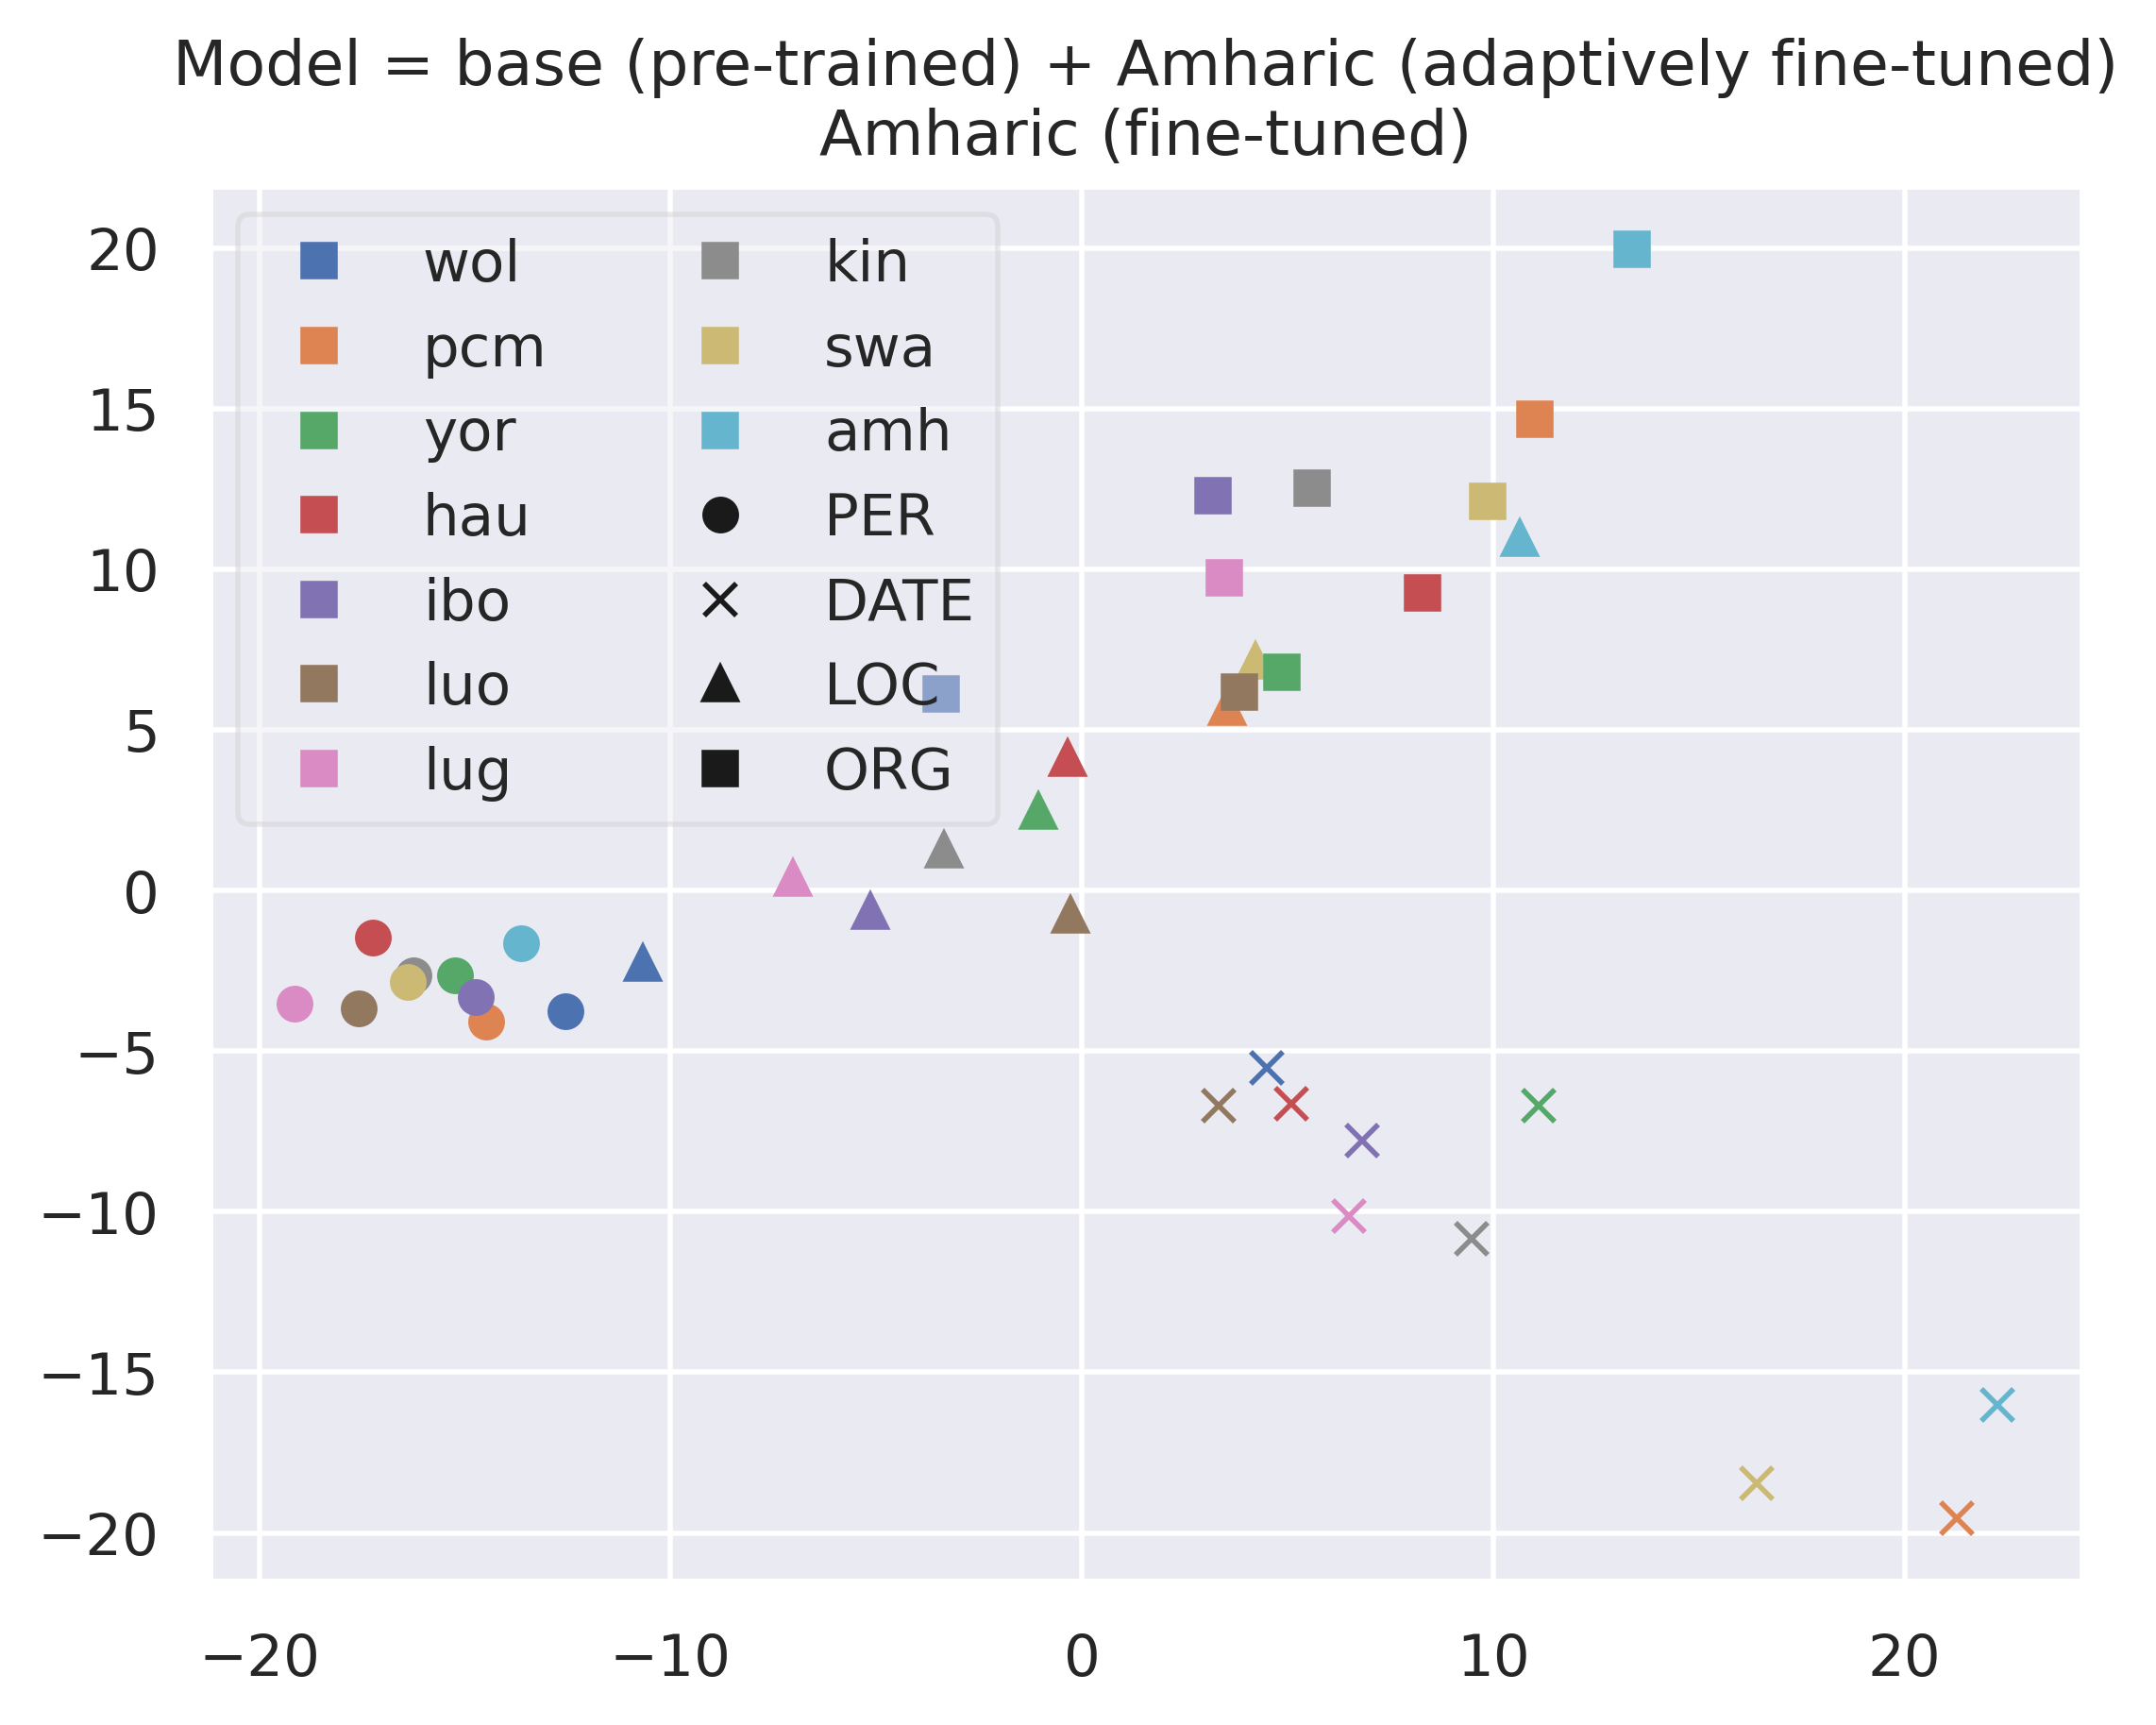 Model = base (pre-trained) + Amharic (adaptively fine-tuned)
Amharic (fine-tuned)
wol
pcm
yor
hau
ibo
luo
lug
kin
swa
amh
PER
DATE
LOC
ORG
20
15
10
5
0
−5
−10
−15
−20
−20 −10 0 10 20